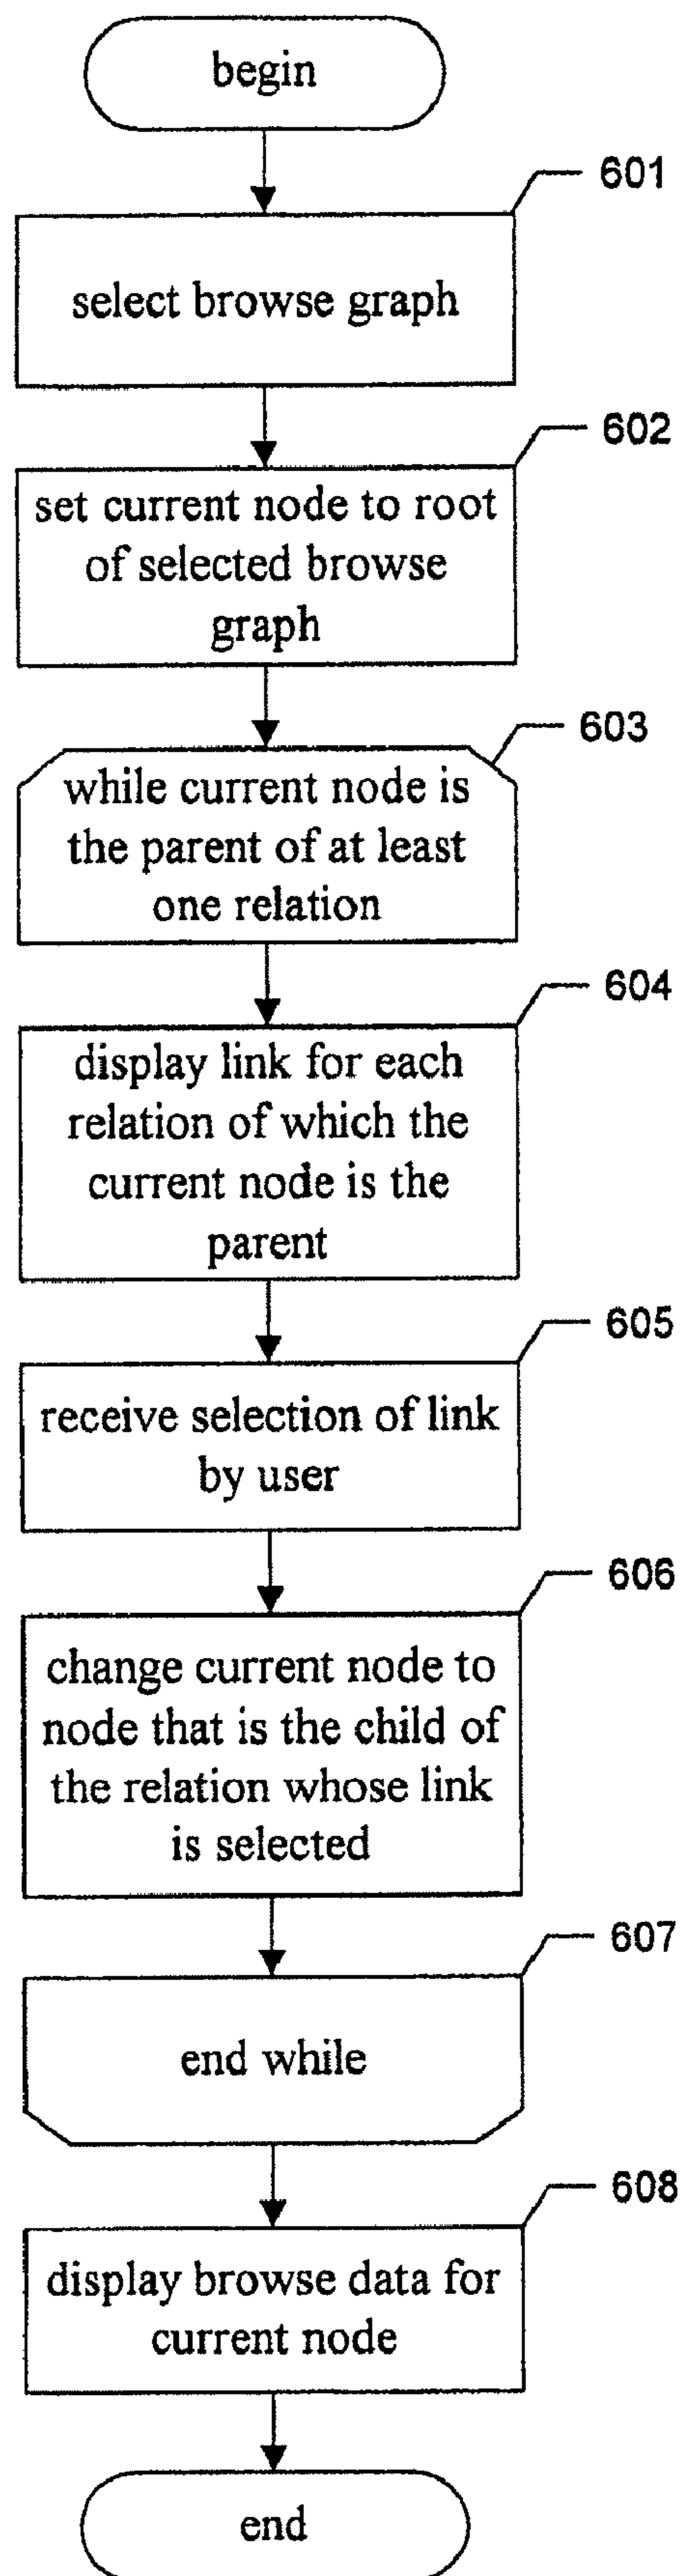 begin
601
select browse graph
602
set current node to root
of selected browse
graph
603
while current node is
the parent of at least
one relation
604
display link for each
relation of which the
current node is the
parent
605
receive selection of link
by user
606
change current node to
node that is the child of
the relation whose link
is selected
607
end while
608
display browse data for
current node
end